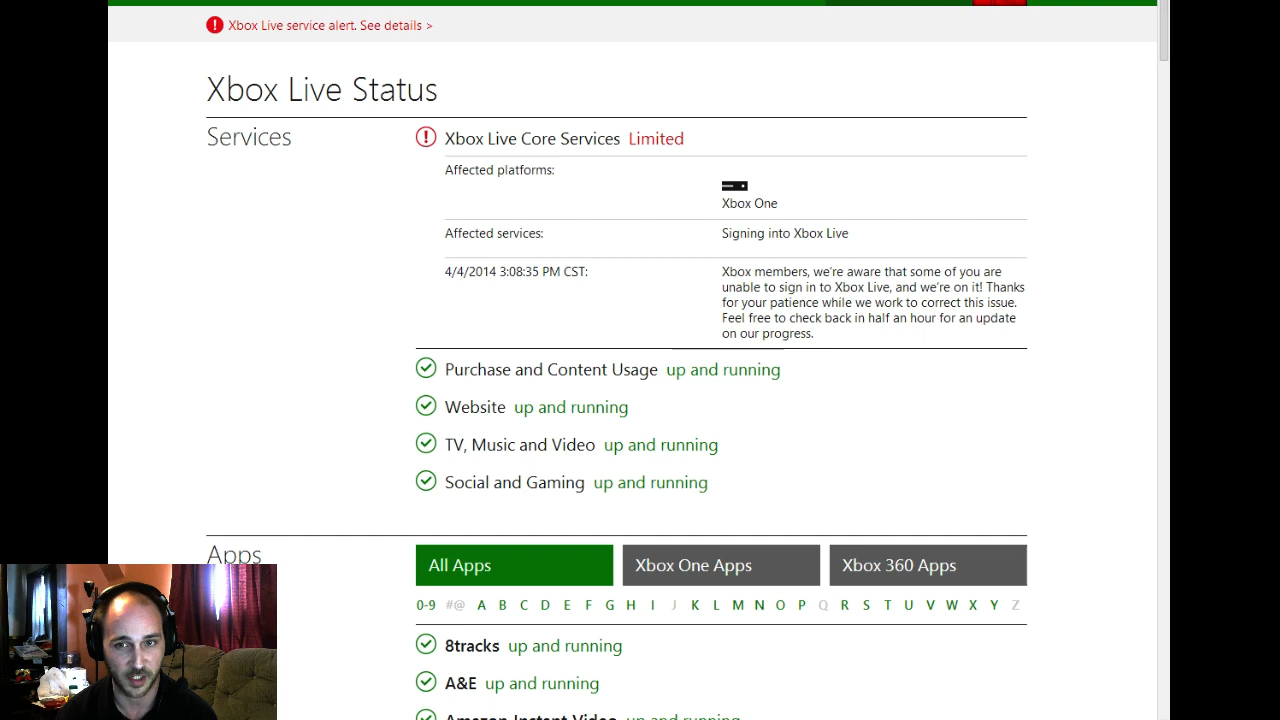 Xbox Live service alert. See details >
Xbox Live Status
Services
Xbox Live Core Services Limited
Affected platforms:
Xbox One
Affected services: Signing into Xbox Live
4/4/2014 3:08:35 PM CST: Xbox members, we're aware that some of you are
unable to sign in to Xbox Live, and we're on it! Thanks
for your patience while we work to correct this issue.
Feel free to check back in half an hour for an update
on our progress.
Purchase and Content Usage up and running
Website up and running
TV, Music and Video up and running
Social and Gaming up and running
Apps
All Apps Xbox One Apps Xbox 360 Apps
0-9 #@ A B C D E F G H I J K L M N O P Q R S T U V W X Y Z
8tracks up and running
A&E up and running
Amazon Instant Video up and running